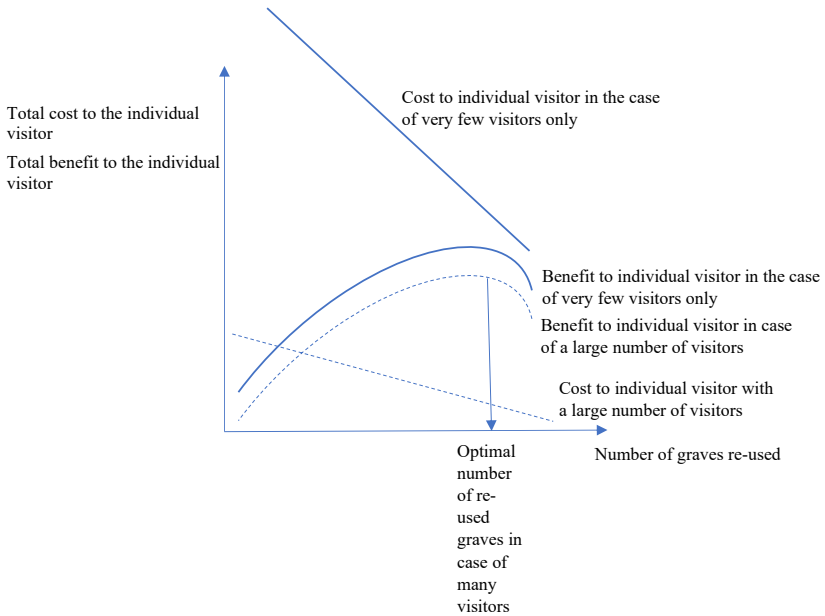 Total cost to the individual
visitor
Total benefit to the individual
visitor
Cost to individual visitor in the case
of very few visitors only
Benefit to individual visitor in the case
of very few visitors only
Benefit to individual visitor in case
of a large number of visitors
Cost to individual visitor with
a large number of visitors
Number of graves re-used
Optimal
number
of re-
used
graves in
case of
many
visitors